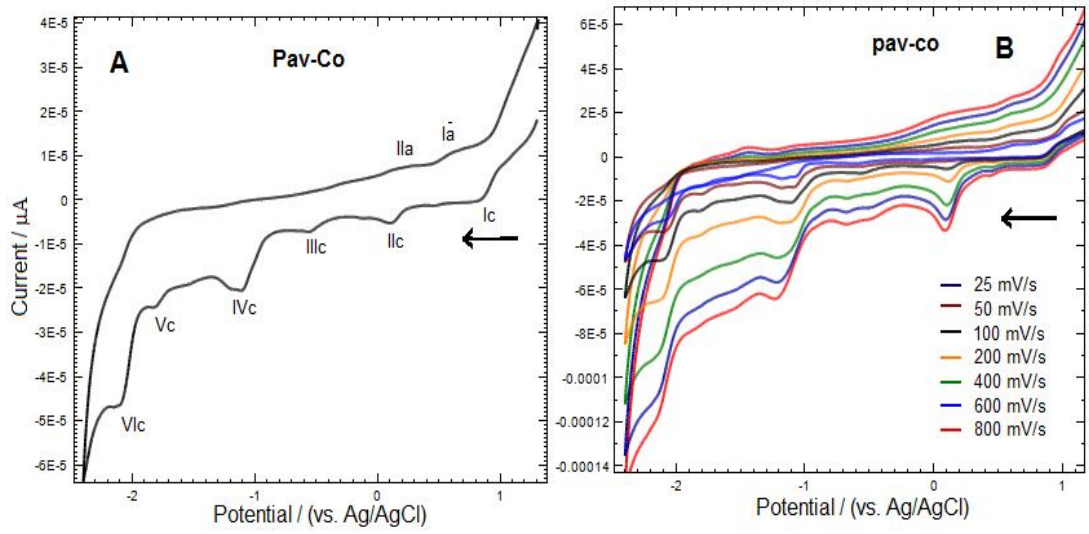 A
Pav-Co
4E-5
3E-5
2E-5
1E-5
0
-1E-5
-2E-5
-3E-5
-4E-5
-5E-5
-6E-5
Current / μA
Ia
IIa
Ic
IIc
IIIc
IVc
Vc
VIc
-2
-1
0
1
Potential / (vs. Ag/AgCl)
pav-co
B
6E-5
4E-5
2E-5
0
-2E-5
-4E-5
-6E-5
-8E-5
-0.0001
-0.00012
-0.00014
25 mV/s
50 mV/s
100 mV/s
200 mV/s
400 mV/s
600 mV/s
800 mV/s
-2
-1
0
1
Potential / (vs. Ag/AgCl)